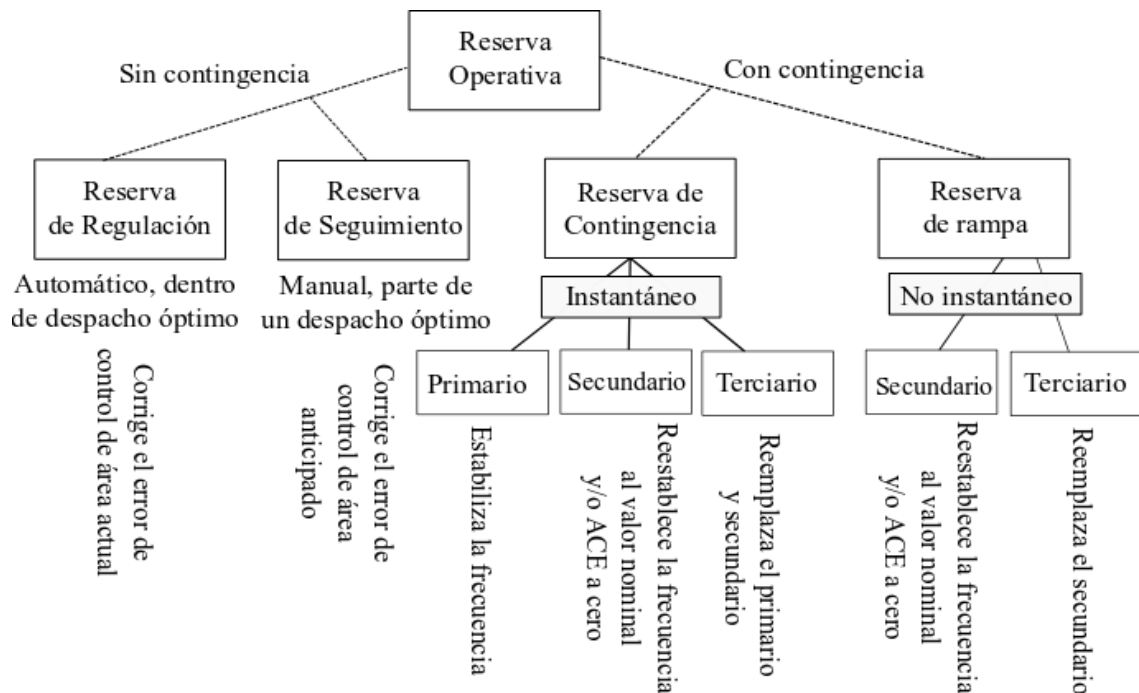 Reserva
Operativa
Sin contingencia
Con contingencia
Reserva
de Regulación
Reserva
de Seguimiento
Reserva de
Contingencia
Reserva
de rampa
Automático, dentro
de despacho óptimo
Manual, parte de
un despacho óptimo
Instantáneo
No instantáneo
Primario
Secundario
Terciario
Secundario
Terciario
Corrige el error de
control de área actual
Corrige el error de
control de área
anticipado
Estabiliza la frecuencia
Reestablece la frecuencia
al valor nominal
y/o ACE a cero
Reemplaza el primario
y secundario
Reestablece la frecuencia
al valor nominal
y/o ACE a cero
Reemplaza el secundario